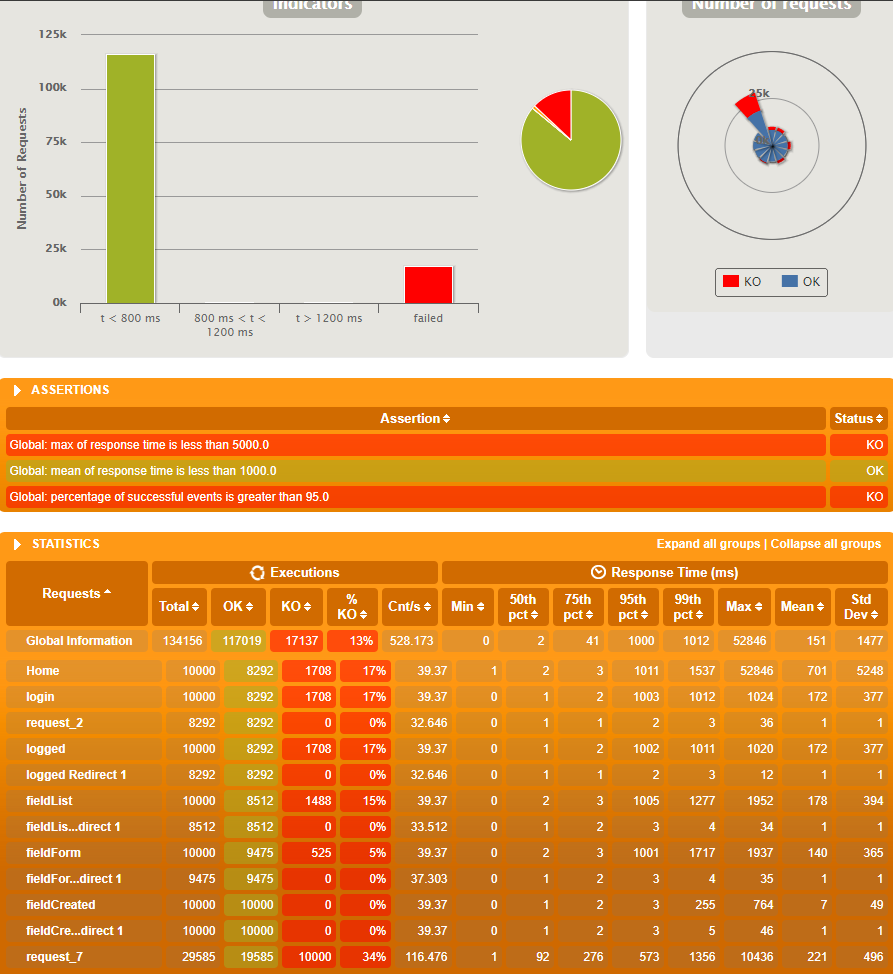 Indicators
Number of requests
125k
100k
75k
50k
25k
0k
Number of Requests
t < 800 ms
800 ms < t <
1200 ms
t > 1200 ms
failed
25k
KO OK
ASSERTIONS
Assertion Status
Global: max of response time is less than 5000.0 KO
Global: mean of response time is less than 1000.0 OK
Global: percentage of successful events is greater than 95.0 KO
STATISTICS Expand all groups | Collapse all groups
Requests Executions Response Time (ms)
Total OK KO % KO Cnt/s Min 50th pct 75th pct 95th pct 99th pct Max Mean Std Dev
Global Information 134156 117019 17137 13% 528.173 0 2 41 1000 1012 52846 151 1477
Home 10000 8292 1708 17% 39.37 1 2 3 1011 1537 52846 701 5248
login 10000 8292 1708 17% 39.37 0 1 2 1003 1012 1024 172 377
request_2 8292 8292 0 0% 32.646 0 1 1 2 3 36 1 1
logged 10000 8292 1708 17% 39.37 0 1 2 1002 1011 1020 172 377
logged Redirect 1 8292 8292 0 0% 32.646 0 1 1 2 3 12 1 1
fieldList 10000 8512 1488 15% 39.37 0 2 3 1005 1277 1952 178 394
fieldLis...direct 1 8512 8512 0 0% 33.512 0 1 2 3 4 34 1 1
fieldForm 10000 9475 525 5% 39.37 0 2 3 1001 1717 1937 140 365
fieldFor...direct 1 9475 9475 0 0% 37.303 0 1 2 3 4 35 1 1
fieldCreated 10000 10000 0 0% 39.37 0 1 2 3 255 764 7 49
fieldCre...direct 1 10000 10000 0 0% 39.37 0 1 2 3 5 46 1 1
request_7 29585 19585 10000 34% 116.476 1 92 276 573 1356 10436 221 496